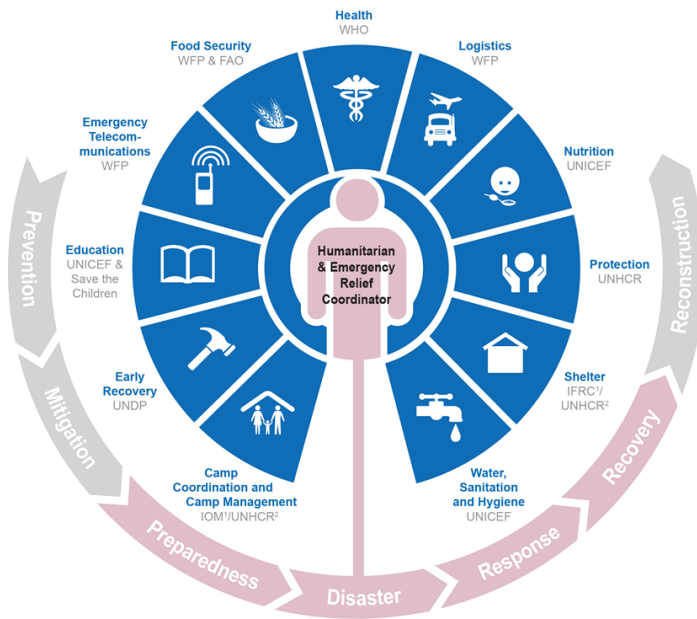 Health
WHO
Food Security
WFP & FAO
Logistics
WFP
Emergency
Telecom-
munications
WFP
Nutrition
UNICEF
Education
UNICEF &
Save the
Children
Humanitarian
& Emergency
Relief
Coordinator
Protection
UNHCR
Early
Recovery
UNDP
Shelter
IFRC¹/
UNHCR²
Camp
Coordination and
Camp Management
IOM¹/UNHCR²
Water,
Sanitation
and Hygiene
UNICEF
Prevention
Mitigation
Preparedness
Disaster
Response
Recovery
Reconstruction